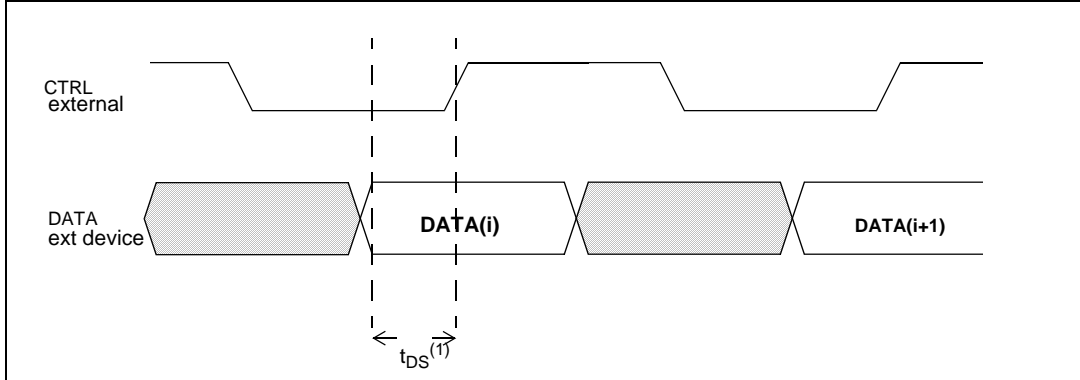 CTRL
external
DATA
ext device
DATA(i)
DATA(i+1)
tDS(1)